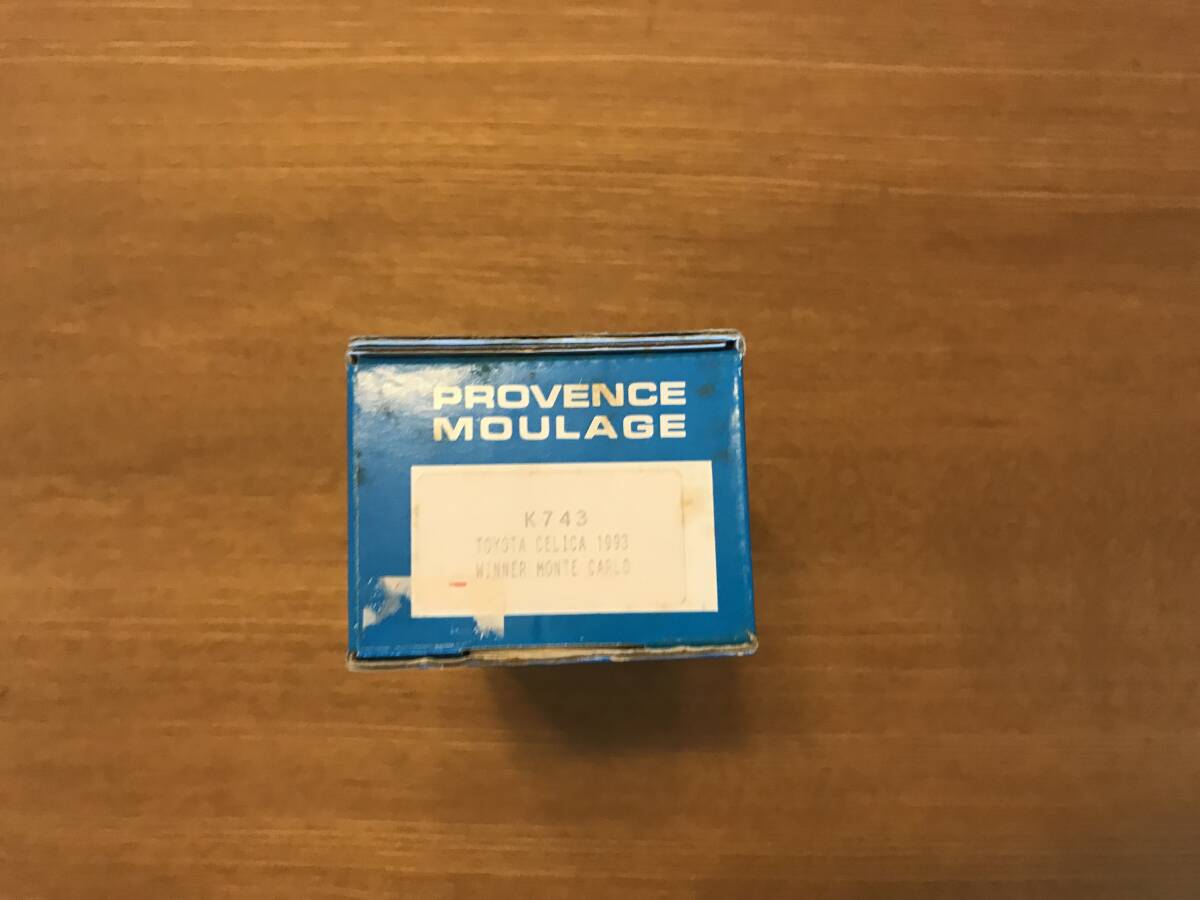 PROVENCE
MOULAGE
K743
TOYOTA CELICA 1993
WINNER MONTE CARLO